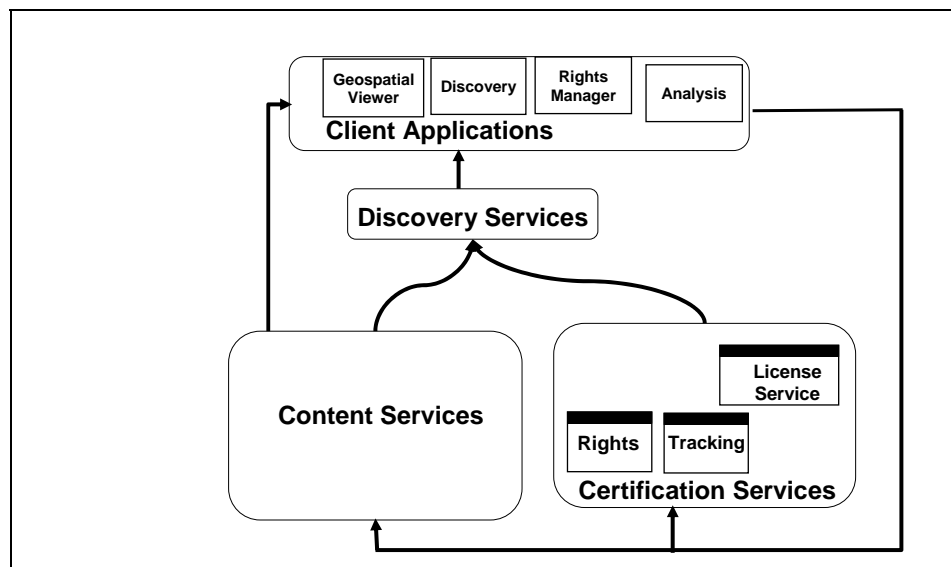 Geospatial
Viewer
Discovery
Rights
Manager
Analysis
Client Applications
Discovery Services
Content Services
License
Service
Rights
Tracking
Certification Services